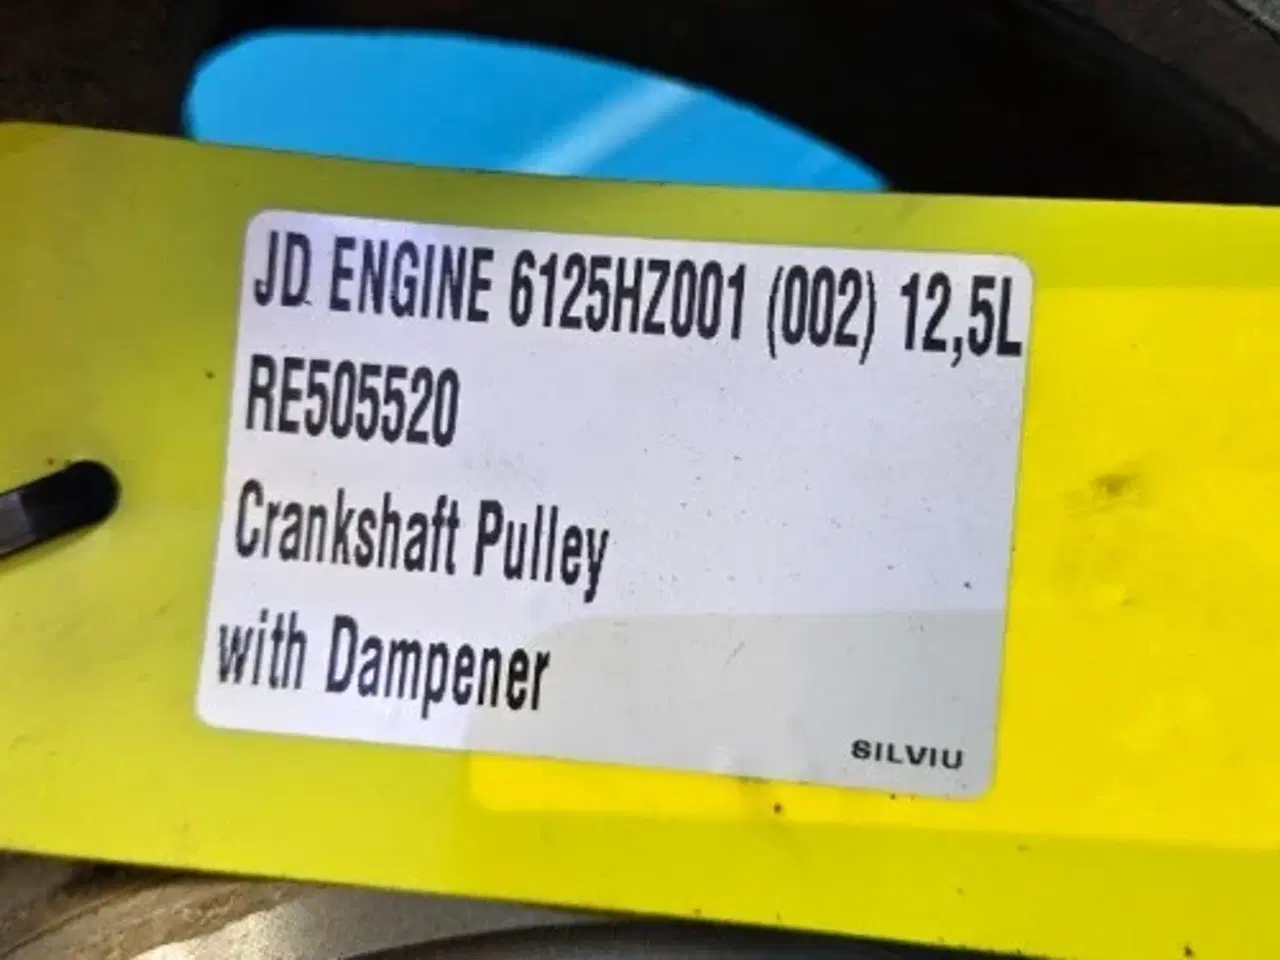 JD ENGINE 6125HZ001 (002) 12,5L
RE505520
Crankshaft Pulley
with Dampener
SILVIU